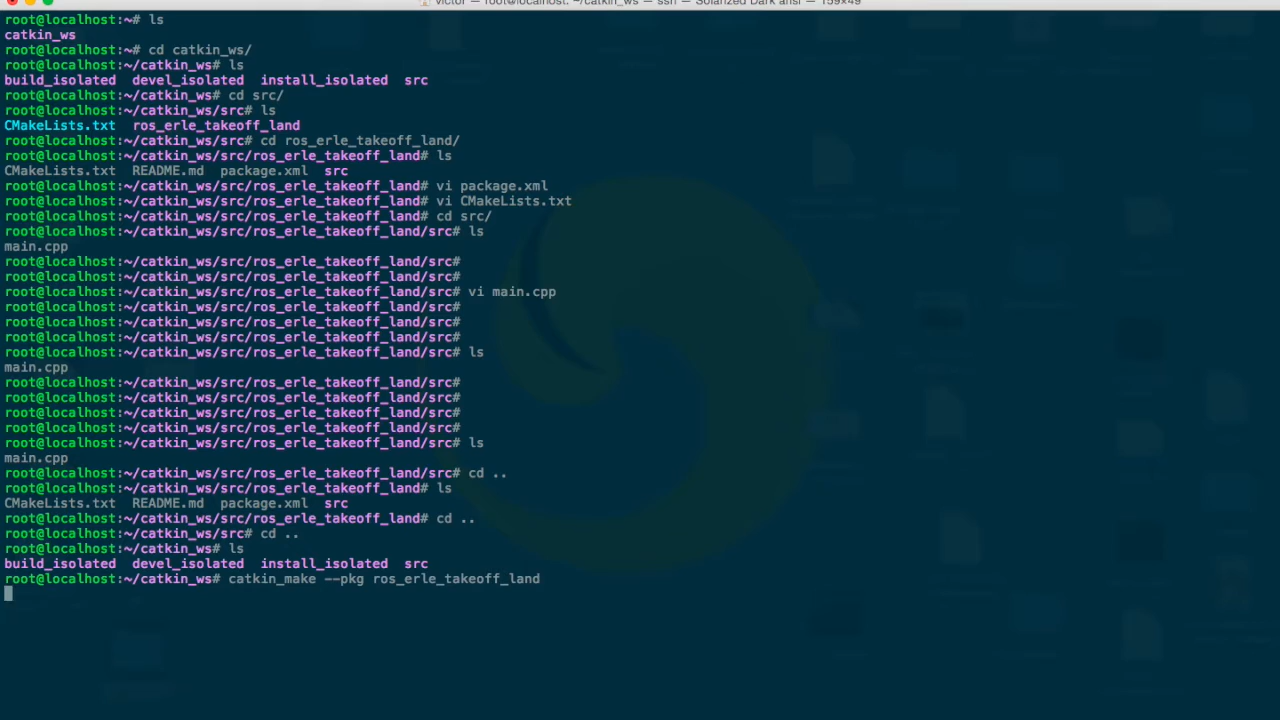 victor — root@localhost: ~/catkin_ws — ssh — Solarized Dark ansi — 159×49
root@localhost:~# ls
catkin_ws
root@localhost:~# cd catkin_ws/
root@localhost:~/catkin_ws# ls
build_isolated  devel_isolated  install_isolated  src
root@localhost:~/catkin_ws# cd src/
root@localhost:~/catkin_ws/src# ls
CMakeLists.txt  ros_erle_takeoff_land
root@localhost:~/catkin_ws/src# cd ros_erle_takeoff_land/
root@localhost:~/catkin_ws/src/ros_erle_takeoff_land# ls
CMakeLists.txt  README.md  package.xml  src
root@localhost:~/catkin_ws/src/ros_erle_takeoff_land# vi package.xml
root@localhost:~/catkin_ws/src/ros_erle_takeoff_land# vi CMakeLists.txt
root@localhost:~/catkin_ws/src/ros_erle_takeoff_land# cd src/
root@localhost:~/catkin_ws/src/ros_erle_takeoff_land/src# ls
main.cpp
root@localhost:~/catkin_ws/src/ros_erle_takeoff_land/src#
root@localhost:~/catkin_ws/src/ros_erle_takeoff_land/src#
root@localhost:~/catkin_ws/src/ros_erle_takeoff_land/src# vi main.cpp
root@localhost:~/catkin_ws/src/ros_erle_takeoff_land/src#
root@localhost:~/catkin_ws/src/ros_erle_takeoff_land/src#
root@localhost:~/catkin_ws/src/ros_erle_takeoff_land/src#
root@localhost:~/catkin_ws/src/ros_erle_takeoff_land/src# ls
main.cpp
root@localhost:~/catkin_ws/src/ros_erle_takeoff_land/src#
root@localhost:~/catkin_ws/src/ros_erle_takeoff_land/src#
root@localhost:~/catkin_ws/src/ros_erle_takeoff_land/src#
root@localhost:~/catkin_ws/src/ros_erle_takeoff_land/src#
root@localhost:~/catkin_ws/src/ros_erle_takeoff_land/src# ls
main.cpp
root@localhost:~/catkin_ws/src/ros_erle_takeoff_land/src# cd ..
root@localhost:~/catkin_ws/src/ros_erle_takeoff_land# ls
CMakeLists.txt  README.md  package.xml  src
root@localhost:~/catkin_ws/src/ros_erle_takeoff_land# cd ..
root@localhost:~/catkin_ws/src# cd ..
root@localhost:~/catkin_ws# ls
build_isolated  devel_isolated  install_isolated  src
root@localhost:~/catkin_ws# catkin_make --pkg ros_erle_takeoff_land